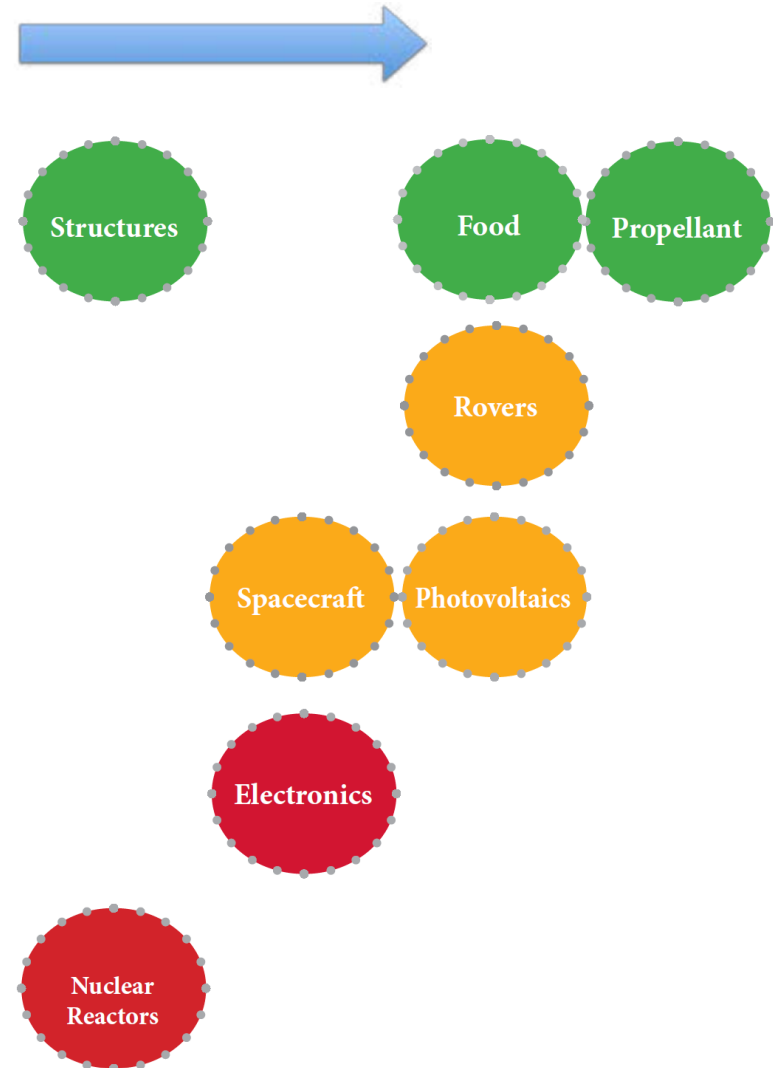 Structures
Food
Propellant
Rovers
Spacecraft
Photovoltaics
Electronics
Nuclear
Reactors